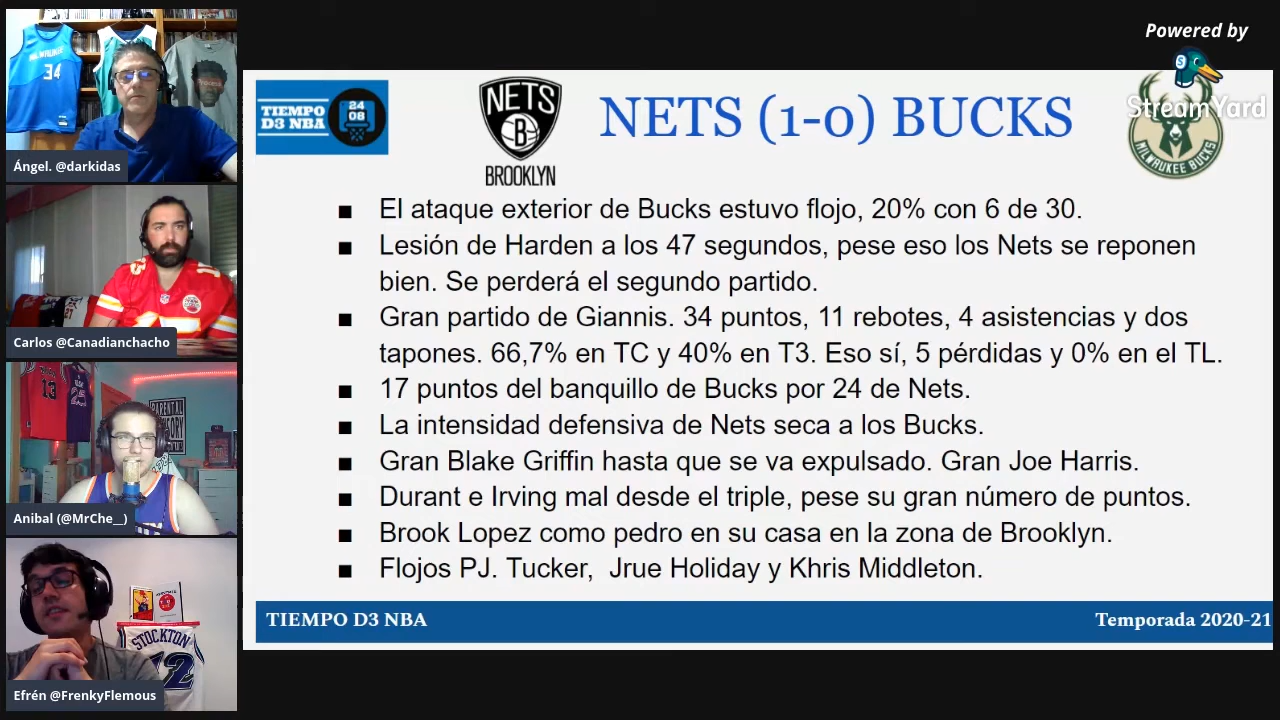 Powered by
StreamYard
MILWAUKEE
34
Ángel. @darkidas
Carlos @Canadianchacho
13
PARENTAL
Anibal (@MrChe__)
STOCKTON
12
Efrén @FrenkyFlemous
TIEMPO
D3 NBA
24
08
NETS
B
BROOKLYN
NETS (1-0) BUCKS
MILWAUKEE BUCKS
■ El ataque exterior de Bucks estuvo flojo, 20% con 6 de 30.
■ Lesión de Harden a los 47 segundos, pese eso los Nets se reponen
bien. Se perderá el segundo partido.
■ Gran partido de Giannis. 34 puntos, 11 rebotes, 4 asistencias y dos
tapones. 66,7% en TC y 40% en T3. Eso sí, 5 pérdidas y 0% en el TL.
■ 17 puntos del banquillo de Bucks por 24 de Nets.
■ La intensidad defensiva de Nets seca a los Bucks.
■ Gran Blake Griffin hasta que se va expulsado. Gran Joe Harris.
■ Durant e Irving mal desde el triple, pese su gran número de puntos.
■ Brook Lopez como pedro en su casa en la zona de Brooklyn.
■ Flojos PJ. Tucker, Jrue Holiday y Khris Middleton.
TIEMPO D3 NBA
Temporada 2020-21